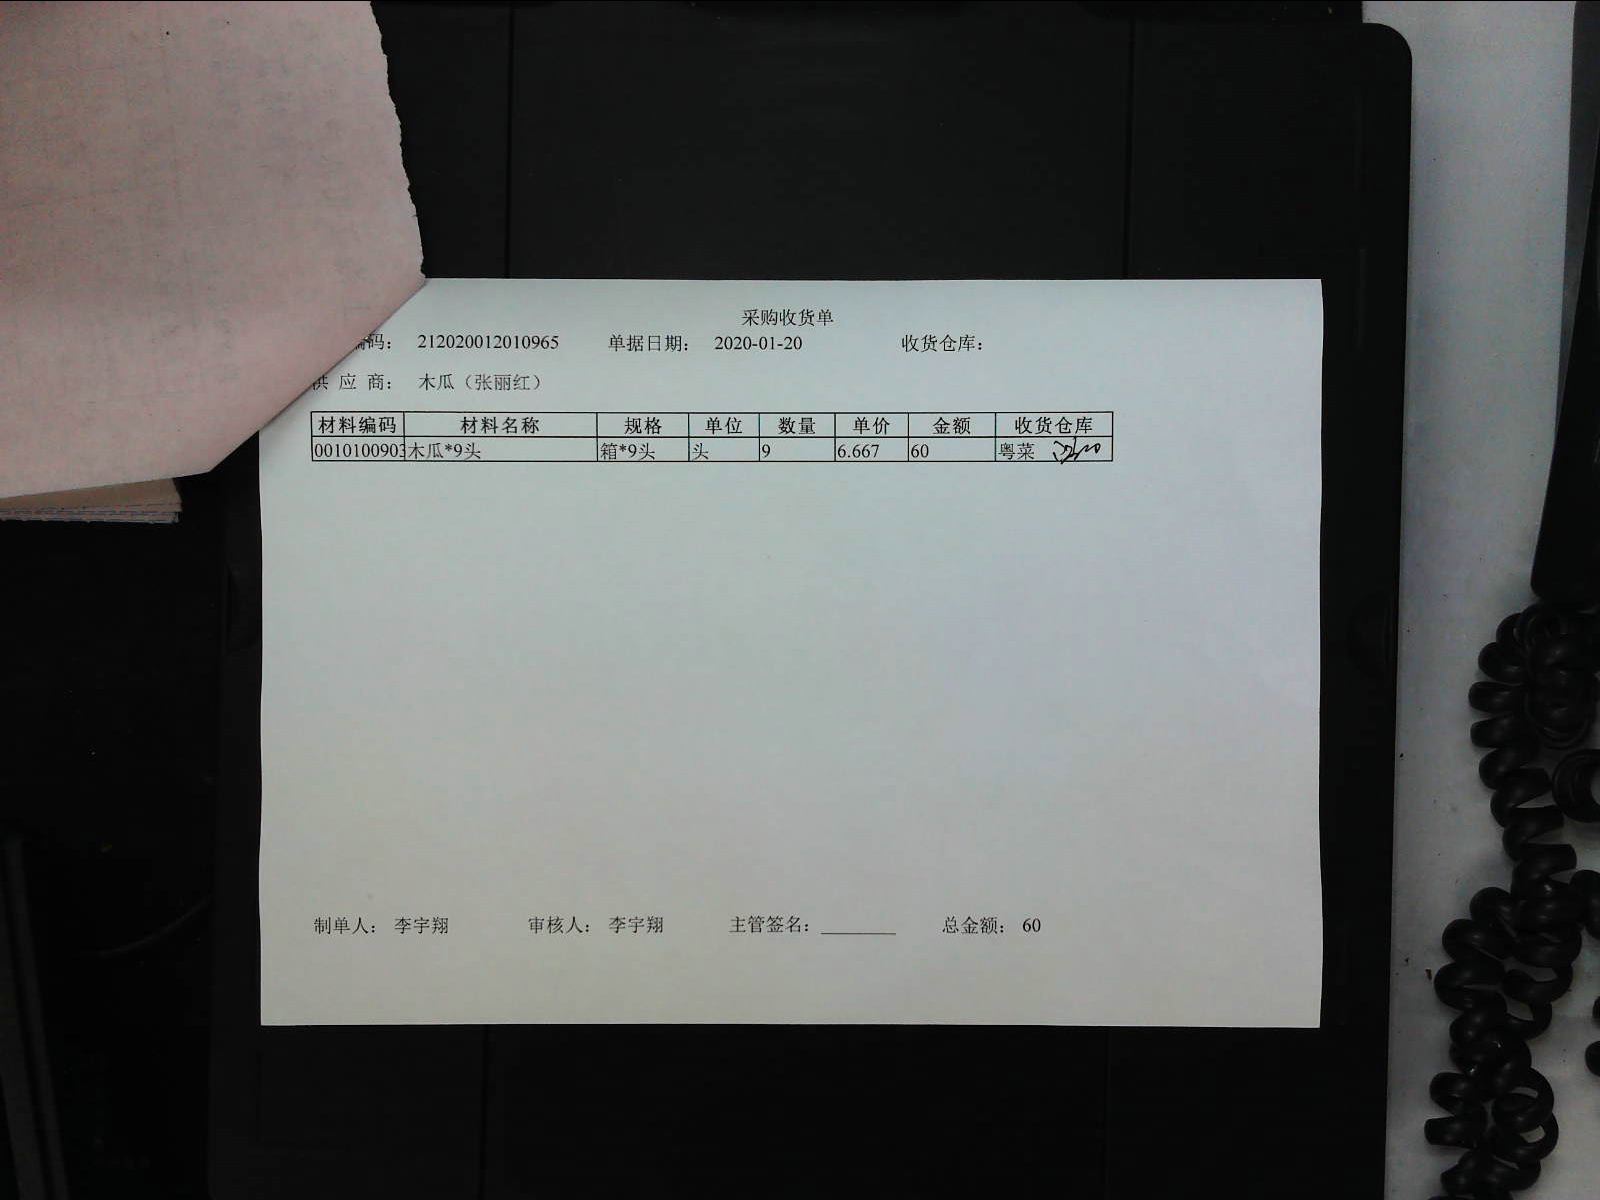 采购收货单
编码： 212020012010965 单据日期： 2020-01-20 收货仓库：
供 应 商： 木瓜（张丽红）
材料编码 材料名称 规格 单位 数量 单价 金额 收货仓库
0010100903 木瓜*9头 箱*9头 头 9 6.667 60 粤菜
制单人： 李宇翔 审核人： 李宇翔 主管签名：________ 总金额： 60